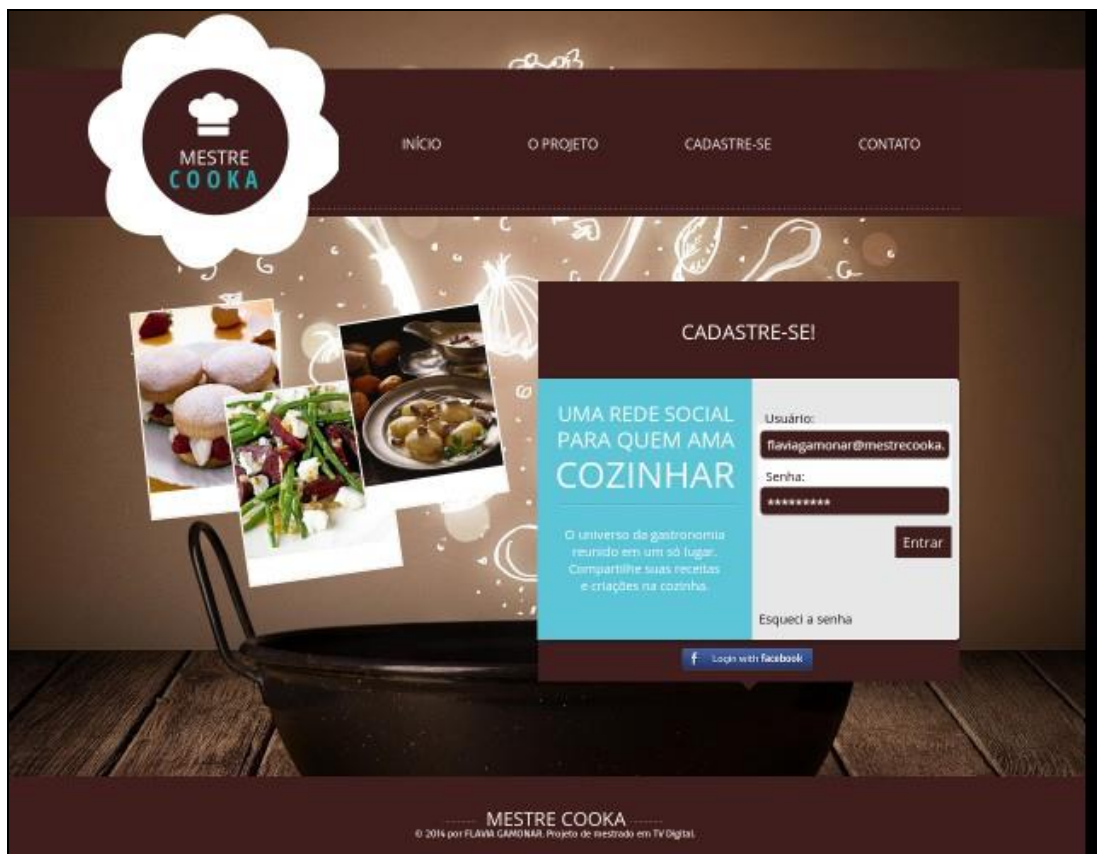 MESTRE
COOKA
INÍCIO
O PROJETO
CADASTRE-SE
CONTATO
CADASTRE-SE!
UMA REDE SOCIAL
PARA QUEM AMA
COZINHAR
O universo da gastronomia
reunido em um só lugar.
Compartilhe suas receitas
e criações na cozinha.
Usuário:
flaviagamonar@mestrecooka.
Senha:
*********
Entrar
Esqueci a senha
f Login with facebook
MESTRE COOKA
© 2014 por FLAVIA GAMONAR. Projeto de mestrado em TV Digital.